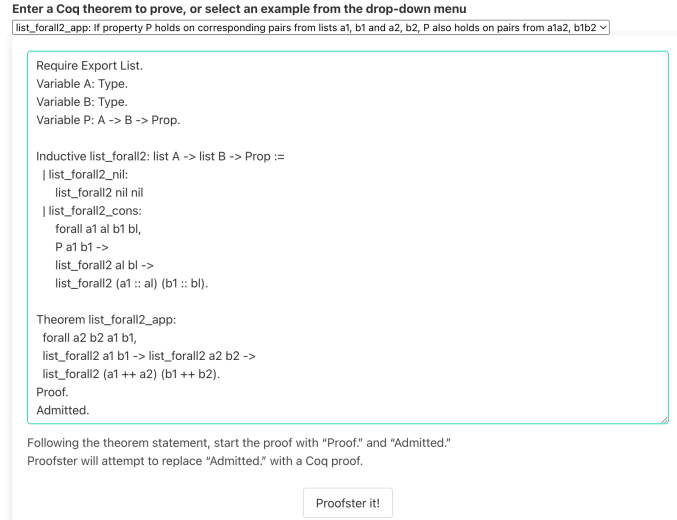 Enter a Coq theorem to prove, or select an example from the drop-down menu
list_forall2_app: If property P holds on corresponding pairs from lists a1, b1 and a2, b2, P also holds on pairs from a1a2, b1b2
Require Export List.
Variable A: Type.
Variable B: Type.
Variable P: A -> B -> Prop.
Inductive list_forall2: list A -> list B -> Prop :=
| list_forall2_nil:
list_forall2 nil nil
| list_forall2_cons:
forall a1 al b1 bl,
P a1 b1 ->
list_forall2 al bl ->
list_forall2 (a1 :: al) (b1 :: bl).
Theorem list_forall2_app:
forall a2 b2 a1 b1,
list_forall2 a1 b1 -> list_forall2 a2 b2 ->
list_forall2 (a1 ++ a2) (b1 ++ b2).
Proof.
Admitted.
Following the theorem statement, start the proof with “Proof.” and “Admitted.”
Proofster will attempt to replace “Admitted.” with a Coq proof.
Proofster it!